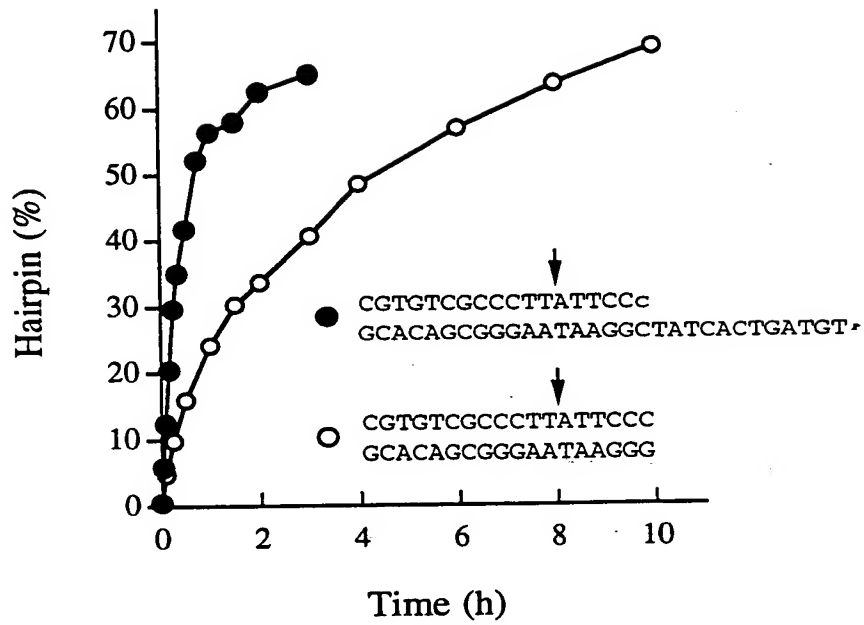 70
60
50
40
30
20
10
0
Hairpin (%)
CGTGTCGCCCTTATTCCc
GCACAGCGGGAATAAGGCTATCACTGATGT
CGTGTCGCCCTTATTCCC
GCACAGCGGGAATAAGGG
0 2 4 6 8 10
Time (h)